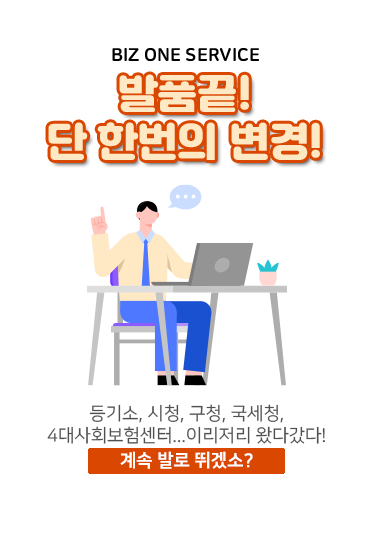 BIZ ONE SERVICE
발품끝!
단 한번의 변경!
등기소, 시청, 구청, 국세청,
4대사회보험센터...이리저리 왔다갔다!
계속 발로 뛰겠소?